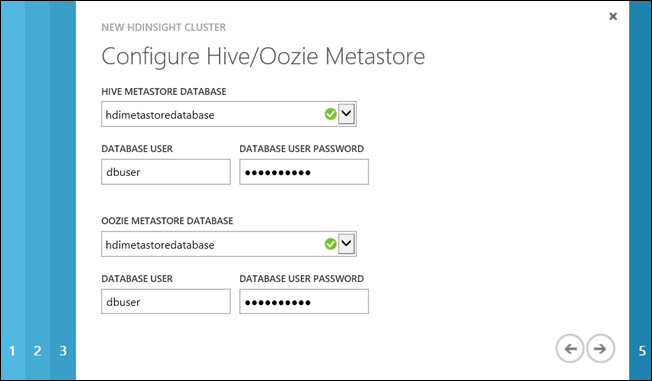 NEW HDINSIGHT CLUSTER
Configure Hive/Oozie Metastore
HIVE METASTORE DATABASE
hdimetastoredatabase
DATABASE USER DATABASE USER PASSWORD
dbuser ●●●●●●●●●●
OOZIE METASTORE DATABASE
hdimetastoredatabase
DATABASE USER DATABASE USER PASSWORD
dbuser ●●●●●●●●●●
1 2 3 5